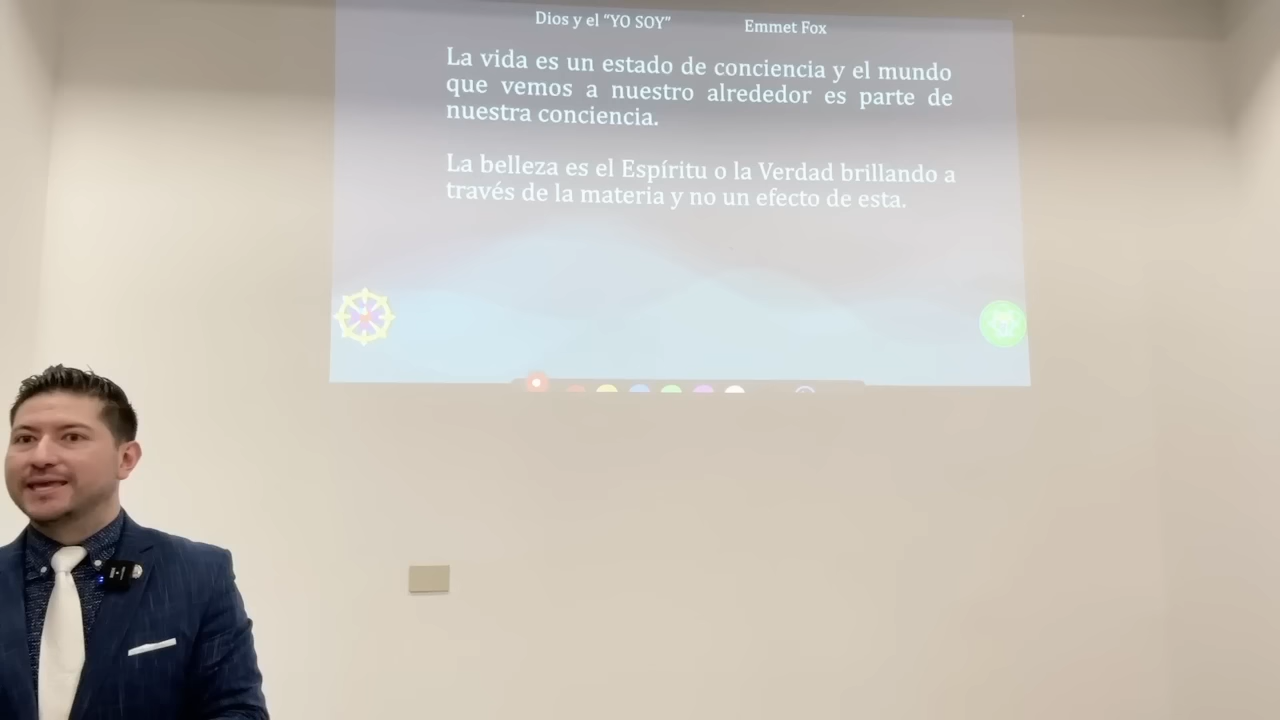 Dios y el "YO SOY" Emmet Fox
La vida es un estado de conciencia y el mundo
que vemos a nuestro alrededor es parte de
nuestra conciencia.
La belleza es el Espíritu o la Verdad brillando a
través de la materia y no un efecto de esta.